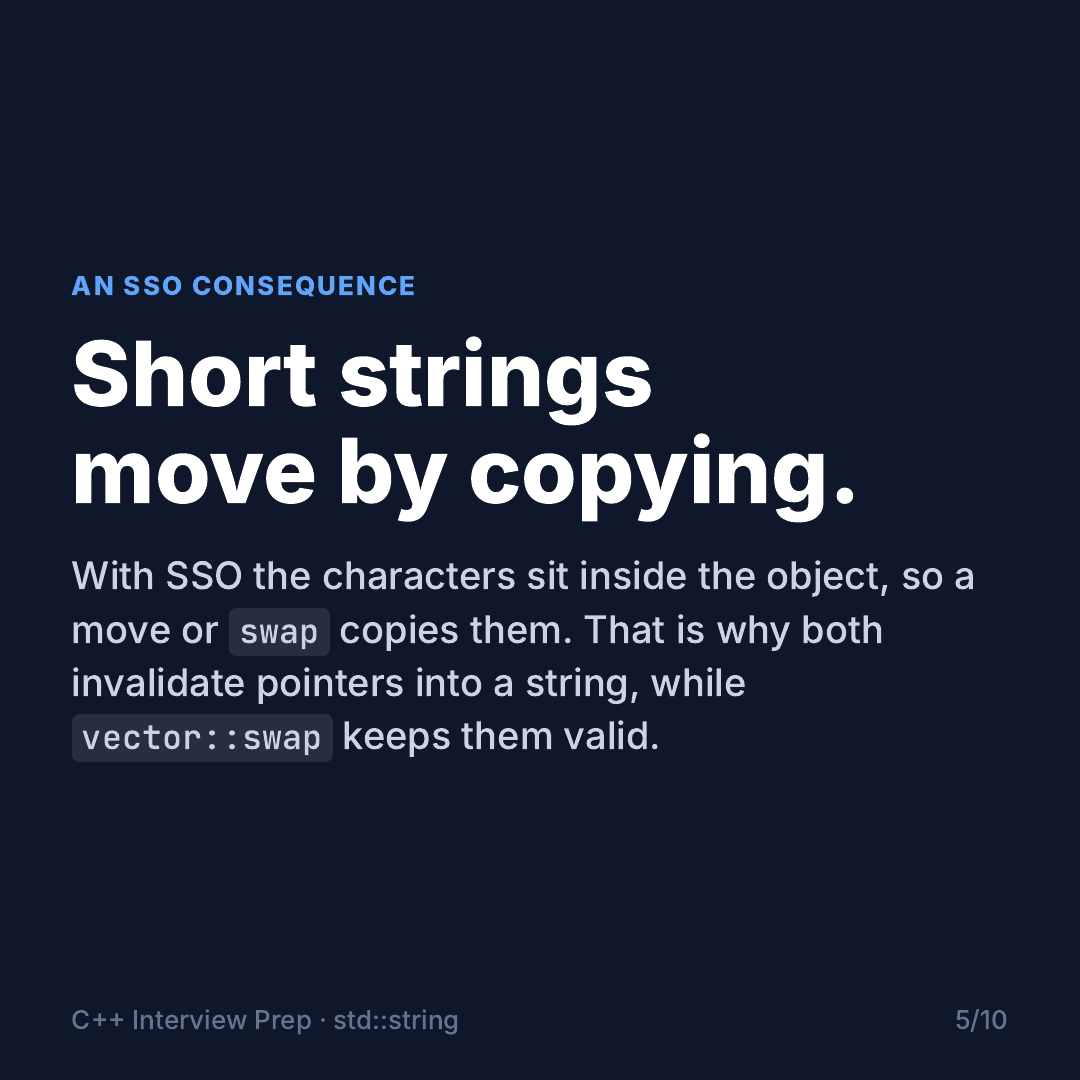 AN SSO CONSEQUENCE
Short strings
move by copying.
With SSO the characters sit inside the object, so a
move or swap copies them. That is why both
invalidate pointers into a string, while
vector::swap keeps them valid.
C++ Interview Prep · std::string
5/10